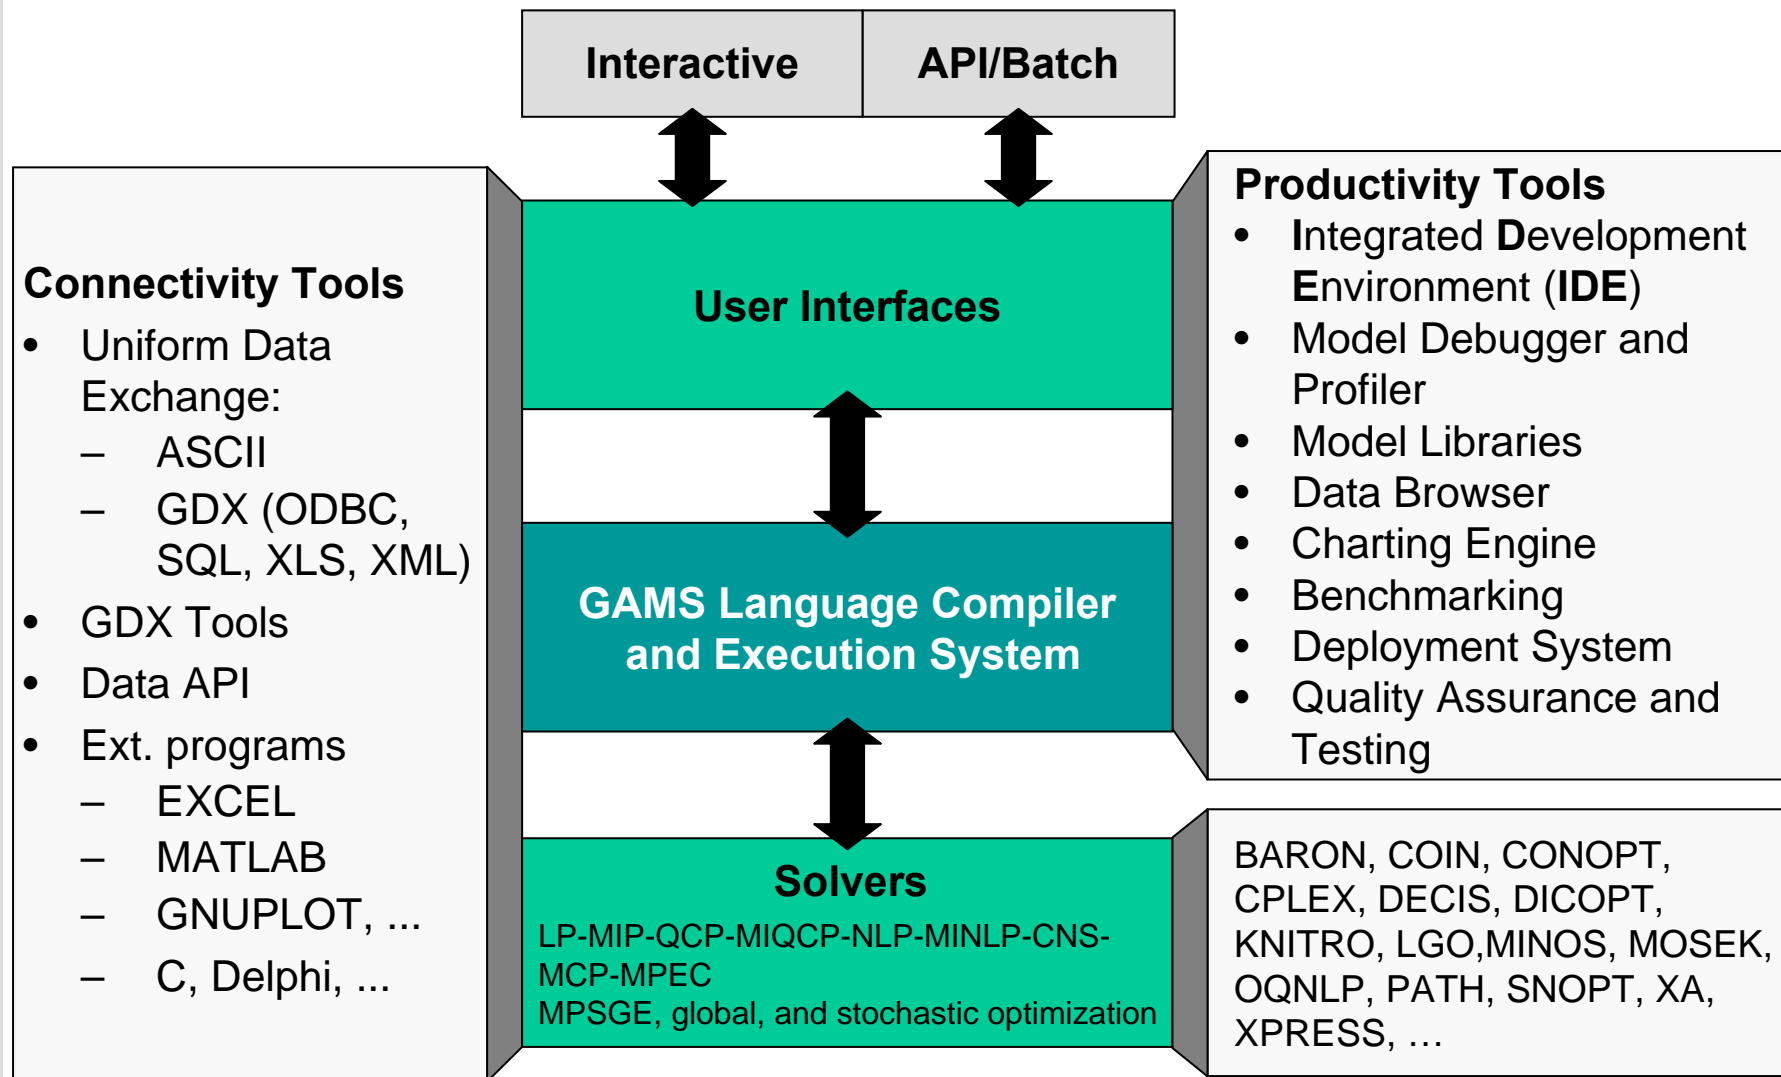 Interactive
API/Batch
Connectivity Tools
• Uniform Data
Exchange:
– ASCII
– GDX (ODBC,
SQL, XLS, XML)
• GDX Tools
• Data API
• Ext. programs
– EXCEL
– MATLAB
– GNUPLOT, ...
– C, Delphi, ...
User Interfaces
GAMS Language Compiler
and Execution System
Solvers
LP-MIP-QCP-MIQCP-NLP-MINLP-CNS-
MCP-MPEC
MPSGE, global, and stochastic optimization
Productivity Tools
• Integrated Development
Environment (IDE)
• Model Debugger and
Profiler
• Model Libraries
• Data Browser
• Charting Engine
• Benchmarking
• Deployment System
• Quality Assurance and
Testing
BARON, COIN, CONOPT,
CPLEX, DECIS, DICOPT,
KNITRO, LGO,MINOS, MOSEK,
OQNLP, PATH, SNOPT, XA,
XPRESS, …